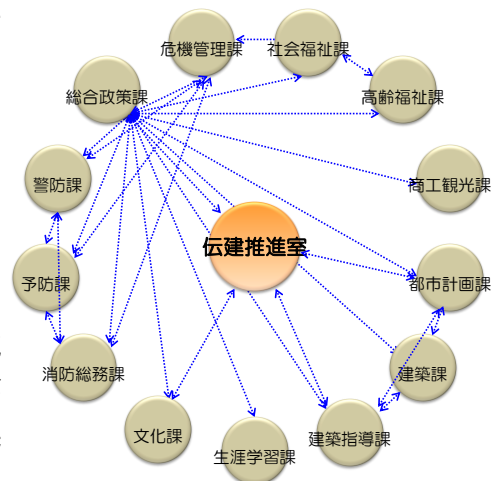 危機管理課
社会福祉課
総合政策課
高齢福祉課
警防課
商工観光課
伝建推進室
予防課
都市計画課
消防総務課
建築課
文化課
建築指導課
生涯学習課